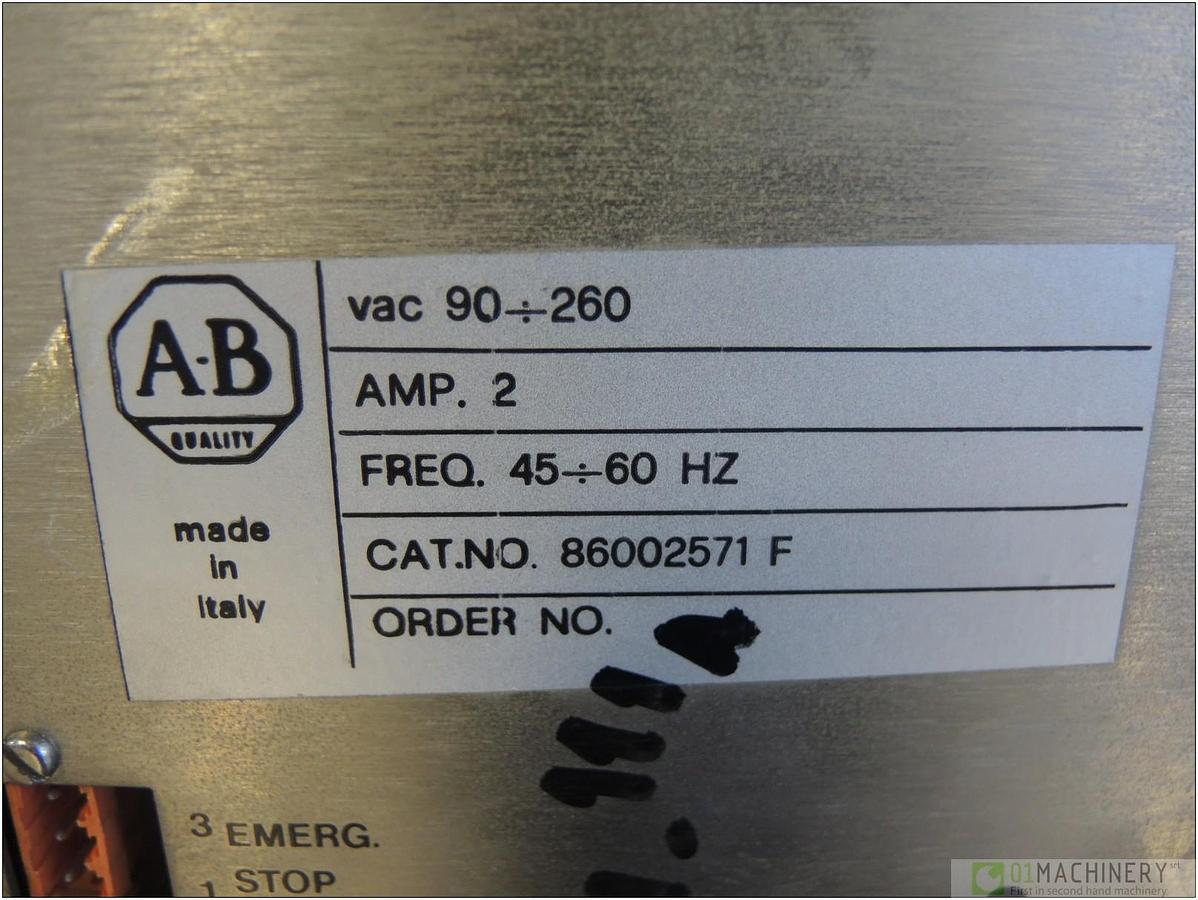 A·B
QUALITY
made
in
italy
vac 90÷260
AMP. 2
FREQ. 45÷60 HZ
CAT.NO. 86002571 F
ORDER NO.
3 EMERG.
1 STOP
01MACHINERY srl
First in second hand machinery